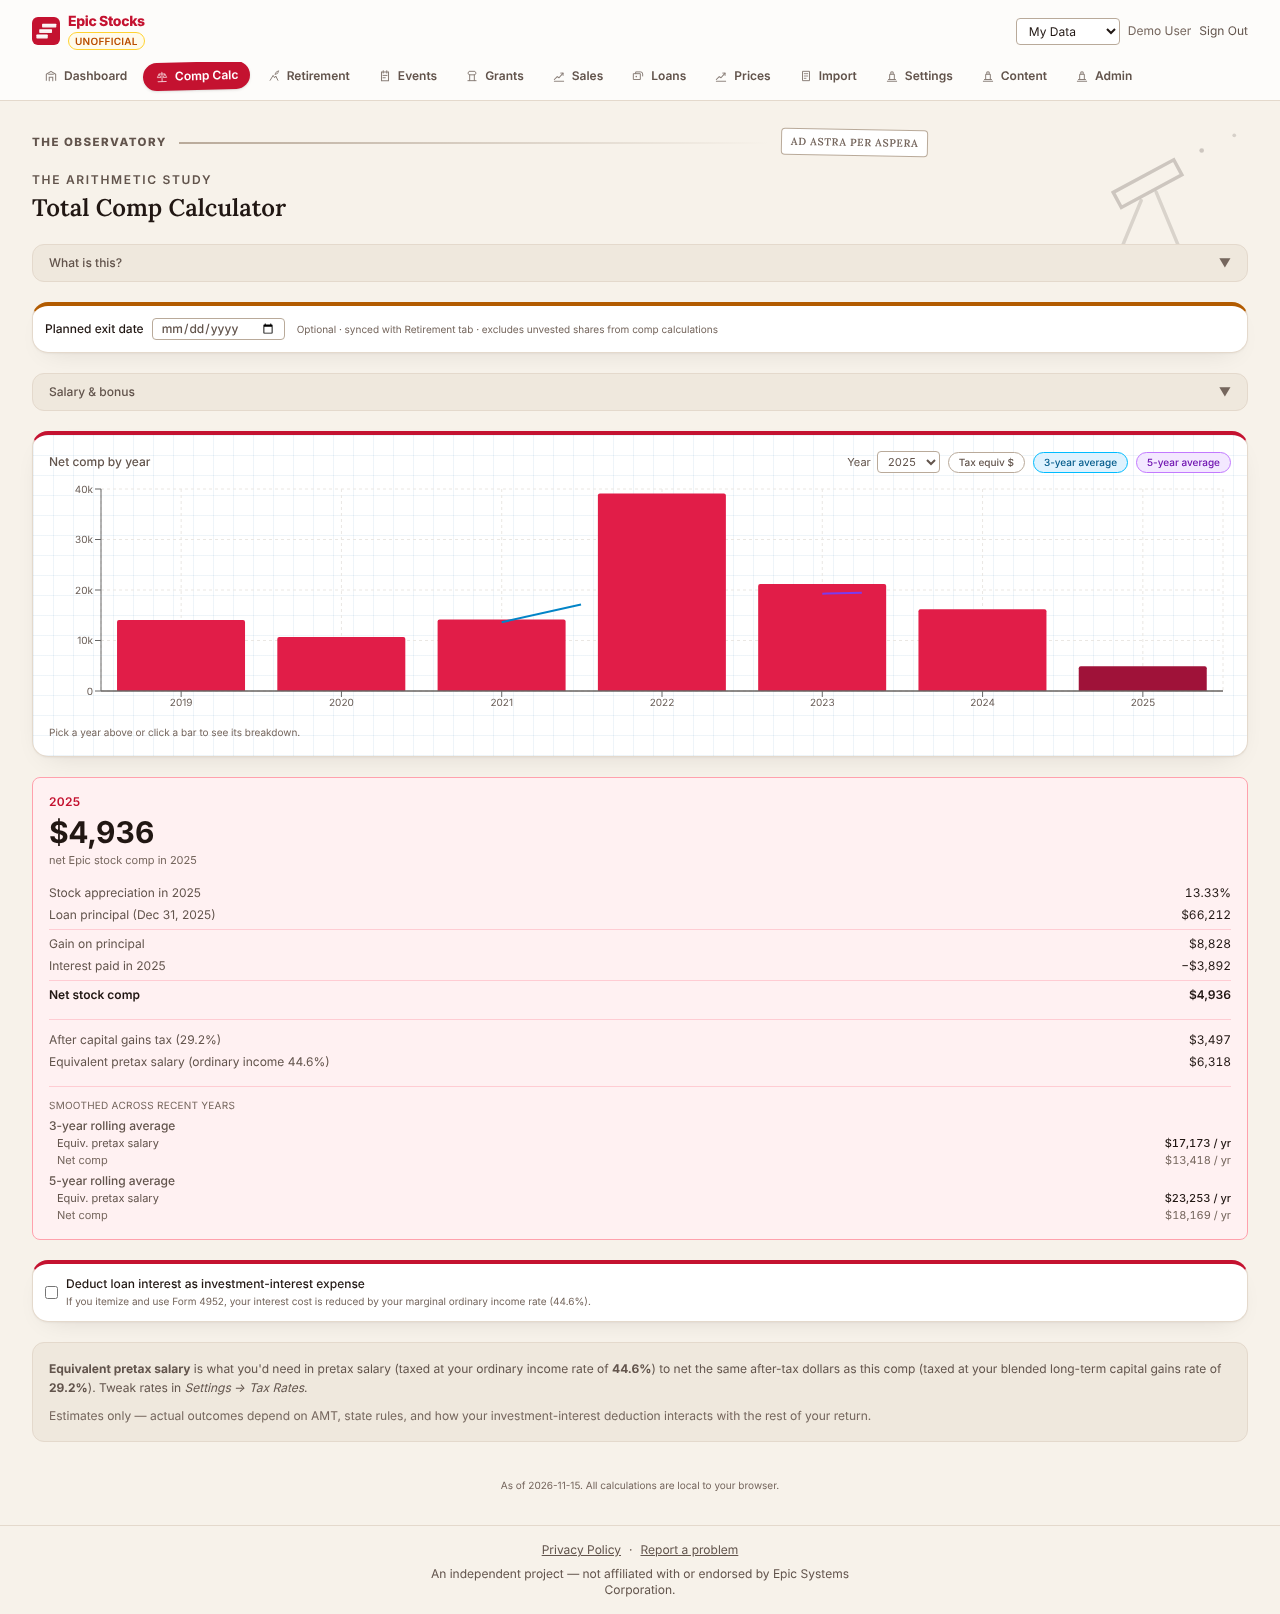 Epic Stocks
UNOFFICIAL
My Data
Demo User Sign Out
Dashboard Comp Calc Retirement Events Grants Sales Loans Prices Import Settings Content Admin
THE OBSERVATORY
AD ASTRA PER ASPERA
THE ARITHMETIC STUDY
Total Comp Calculator
What is this? ▼
Planned exit date mm/dd/yyyy Optional · synced with Retirement tab · excludes unvested shares from comp calculations
Salary & bonus ▼
Net comp by year Year 2025 Tax equiv $ 3-year average 5-year average
40k
30k
20k
10k
0
2019 2020 2021 2022 2023 2024 2025
Pick a year above or click a bar to see its breakdown.
2025
$4,936
net Epic stock comp in 2025
Stock appreciation in 2025 13.33%
Loan principal (Dec 31, 2025) $66,212
Gain on principal $8,828
Interest paid in 2025 −$3,892
Net stock comp $4,936
After capital gains tax (29.2%) $3,497
Equivalent pretax salary (ordinary income 44.6%) $6,318
SMOOTHED ACROSS RECENT YEARS
3-year rolling average
Equiv. pretax salary $17,173 / yr
Net comp $13,418 / yr
5-year rolling average
Equiv. pretax salary $23,253 / yr
Net comp $18,169 / yr
Deduct loan interest as investment-interest expense
If you itemize and use Form 4952, your interest cost is reduced by your marginal ordinary income rate (44.6%).
Equivalent pretax salary is what you'd need in pretax salary (taxed at your ordinary income rate of 44.6%) to net the same after-tax dollars as this comp (taxed at your blended long-term capital gains rate of
29.2%). Tweak rates in Settings → Tax Rates.
Estimates only — actual outcomes depend on AMT, state rules, and how your investment-interest deduction interacts with the rest of your return.
As of 2026-11-15. All calculations are local to your browser.
Privacy Policy · Report a problem
An independent project — not affiliated with or endorsed by Epic Systems
Corporation.